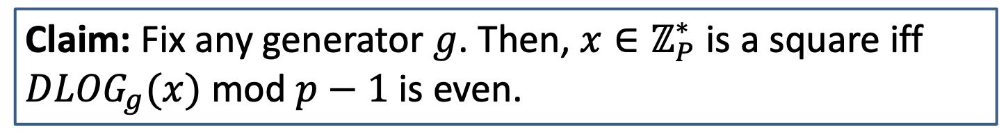 Claim: Fix any generator 𝑔. Then, 𝑥 ∈ ℤ*_P is a square iff
𝐷𝐿𝑂𝐺_𝑔(𝑥) mod 𝑝 − 1 is even.